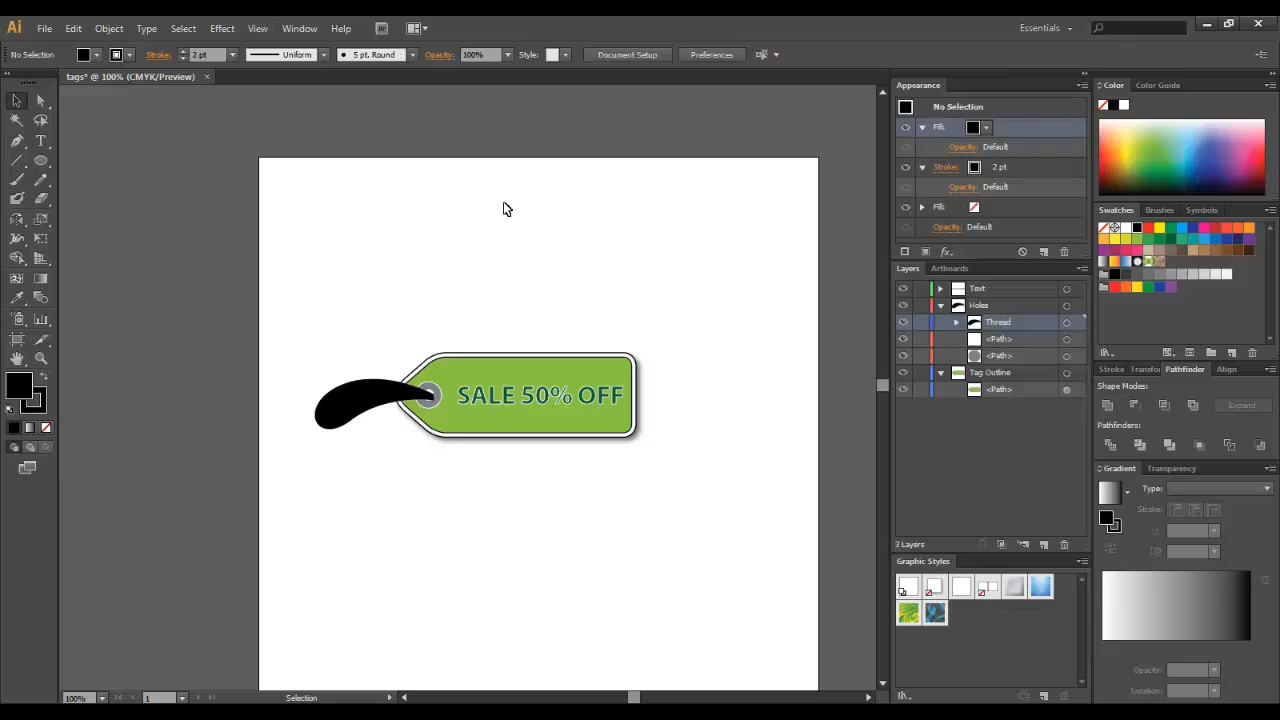 Ai File Edit Object Type Select Effect View Window Help Br Essentials
No Selection Stroke: 2 pt Uniform 5 pt. Round Opacity: 100% Style: Document Setup Preferences
tags* @ 100% (CMYK/Preview) ×
Appearance
No Selection
Fill:
Opacity: Default
Stroke: 2 pt
Opacity: Default
Fill:
Opacity: Default
fx
Layers Artboards
Text
Holes
Thread
<Path>
<Path>
Tag Outline
<Path>
3 Layers
Graphic Styles
Color Color Guide
Swatches Brushes Symbols
Stroke Transfor Pathfinder Align
Shape Modes:
Expand
Pathfinders:
Gradient Transparency
Type:
Stroke:
Opacity:
Location:
SALE 50% OFF
100% 1 Selection